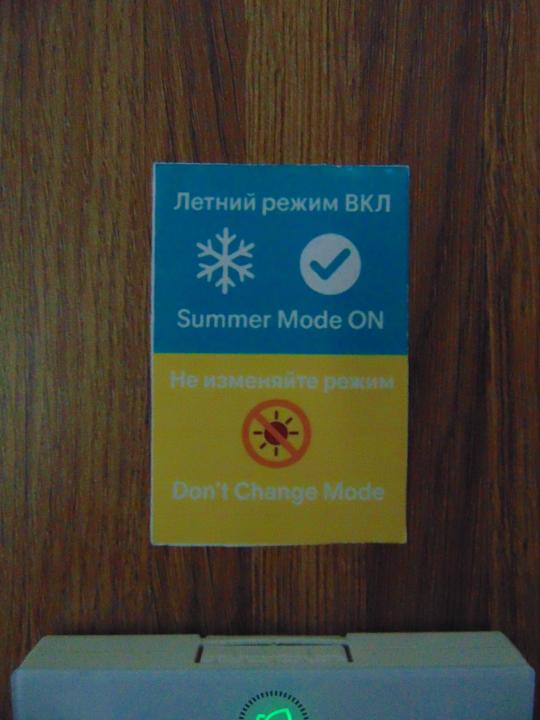 Летний режим ВКЛ
Summer Mode ON
Не изменяйте режим
Don't Change Mode